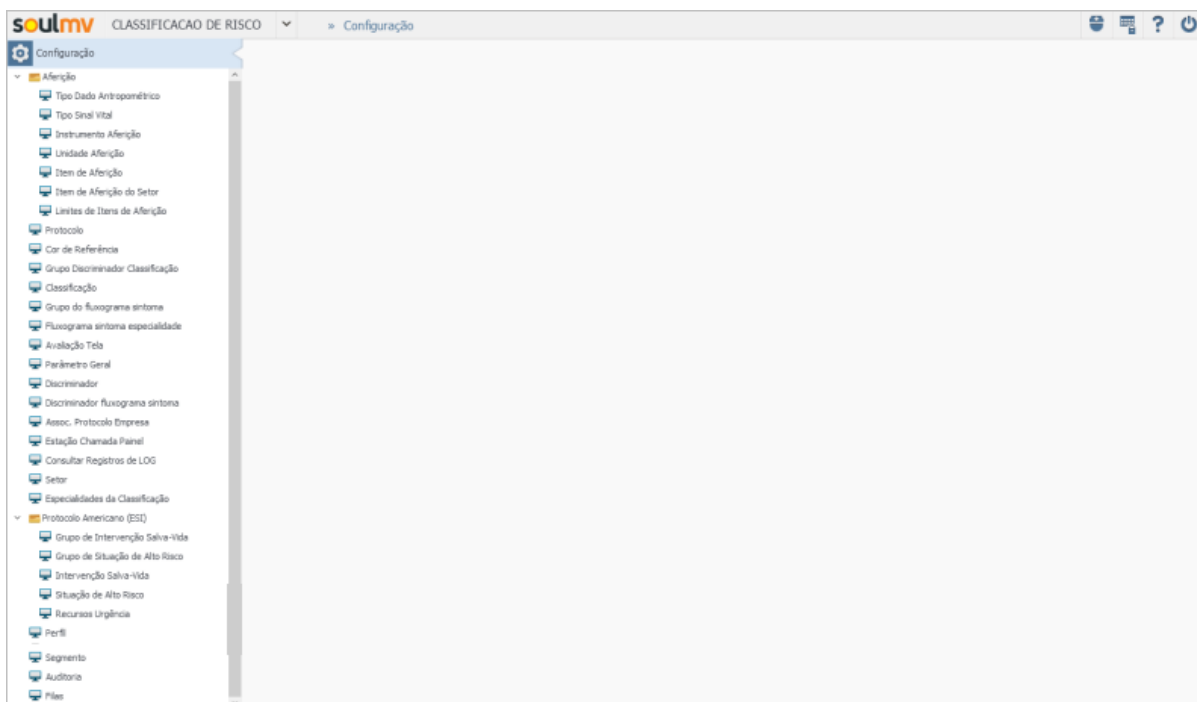 soulmv CLASSIFICACAO DE RISCO » Configuração ?
Configuração
Aferição
Tipo Dado Antropométrico
Tipo Sinal Vital
Instrumento Aferição
Unidade Aferição
Item de Aferição
Item de Aferição do Setor
Limites de Itens de Aferição
Protocolo
Cor de Referência
Grupo Discriminador Classificação
Classificação
Grupo do fluxograma sintoma
Fluxograma sintoma especialidade
Avaliação Tela
Parâmetro Geral
Discriminador
Discriminador fluxograma sintoma
Assoc. Protocolo Empresa
Estação Chamada Painel
Consultar Registros de LOG
Setor
Especialidades da Classificação
Protocolo Americano (ESI)
Grupo de Intervenção Salva-Vida
Grupo de Situação de Alto Risco
Intervenção Salva-Vida
Situação de Alto Risco
Recursos Urgência
Perfil
Segmento
Auditoria
Filas